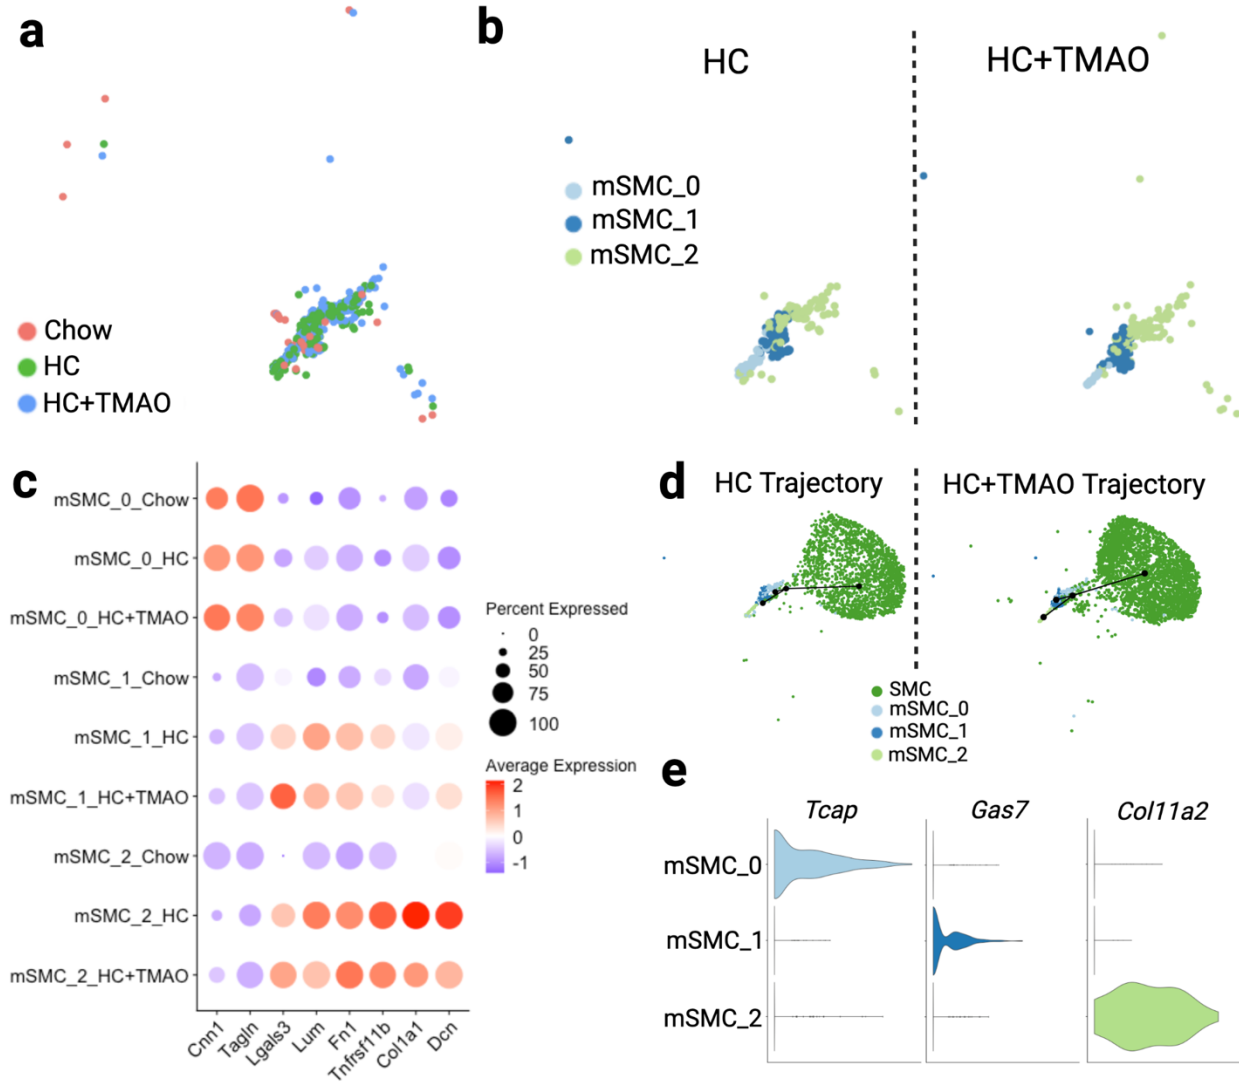 a
Chow
HC
HC+TMAO
b
HC
HC+TMAO
mSMC_0
mSMC_1
mSMC_2
c
mSMC_0_Chow
mSMC_0_HC
mSMC_0_HC+TMAO
mSMC_1_Chow
mSMC_1_HC
mSMC_1_HC+TMAO
mSMC_2_Chow
mSMC_2_HC
mSMC_2_HC+TMAO
Cnn1
Tagln
Lgals3
Lum
Fn1
Tnfrsf11b
Col1a1
Dcn
Percent Expressed
0
25
50
75
100
Average Expression
2
1
0
-1
d
HC Trajectory
HC+TMAO Trajectory
SMC
mSMC_0
mSMC_1
mSMC_2
e
Tcap
Gas7
Col11a2
mSMC_0
mSMC_1
mSMC_2